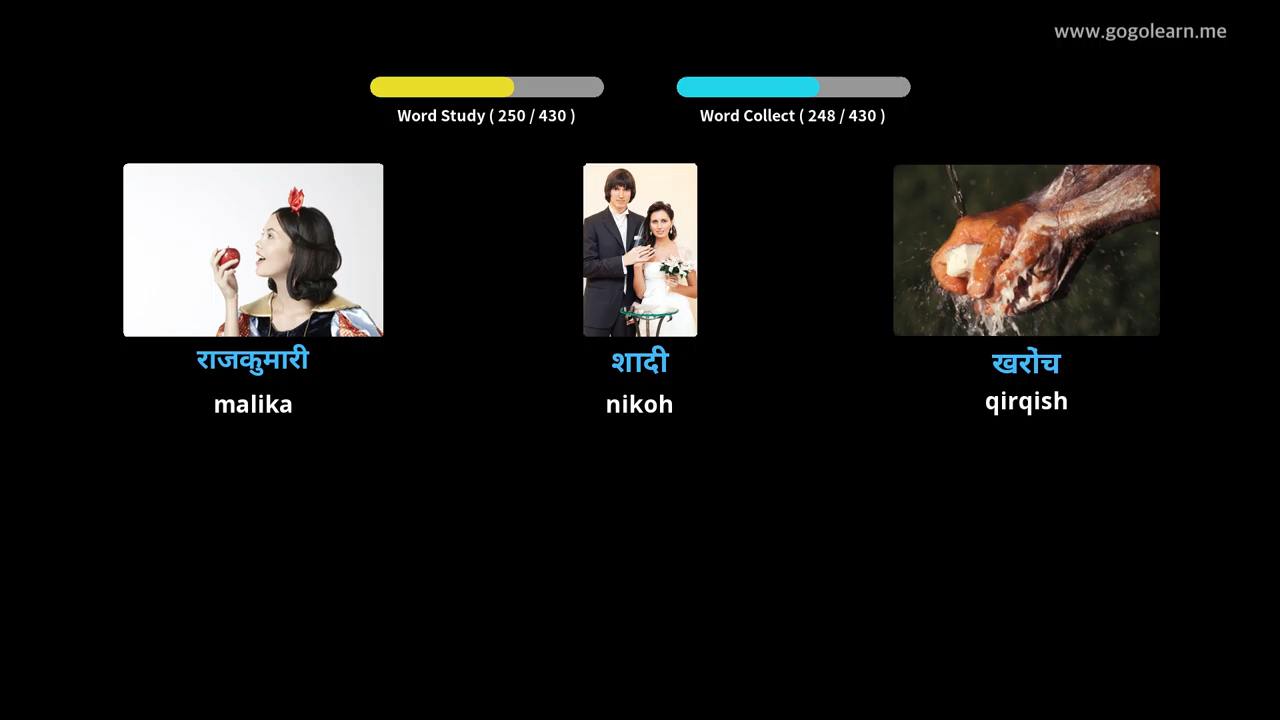 www.gogolearn.me
Word Study ( 250 / 430 )
Word Collect ( 248 / 430 )
राजकुमारी
शादी
खरोंच
malika
nikoh
qirqish